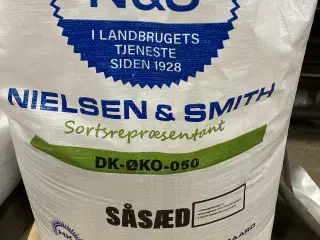 N&S
I LANDBRUGETS
TJENESTE
SIDEN 1928
NIELSEN & SMITH
Sortsrepræsentant
DK-ØKO-050
SÅSÆD